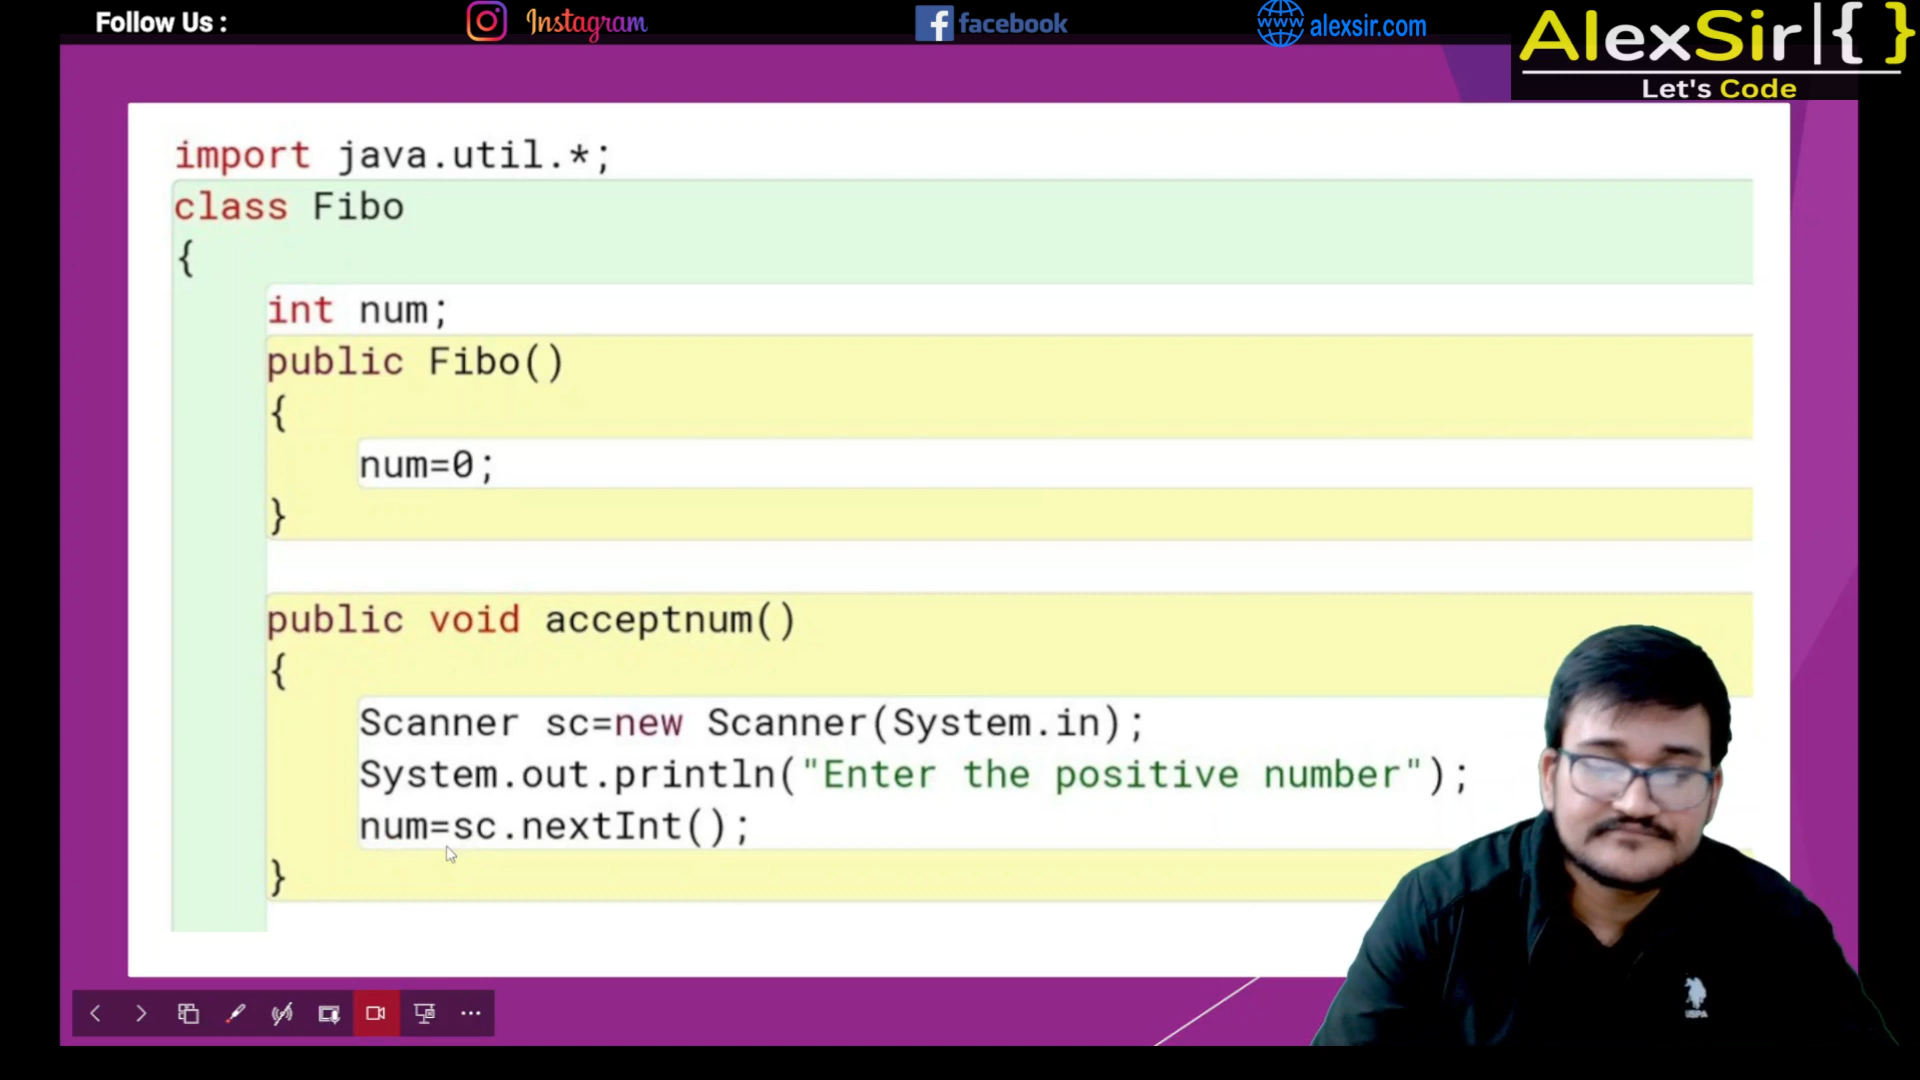 Follow Us :
Instagram
facebook
alexsir.com
AlexSir|{ }
Let's Code
import java.util.*;
class Fibo
{
int num;
public Fibo()
{
num=0;
}
public void acceptnum()
{
Scanner sc=new Scanner(System.in);
System.out.println("Enter the positive number");
num=sc.nextInt();
}
USPA